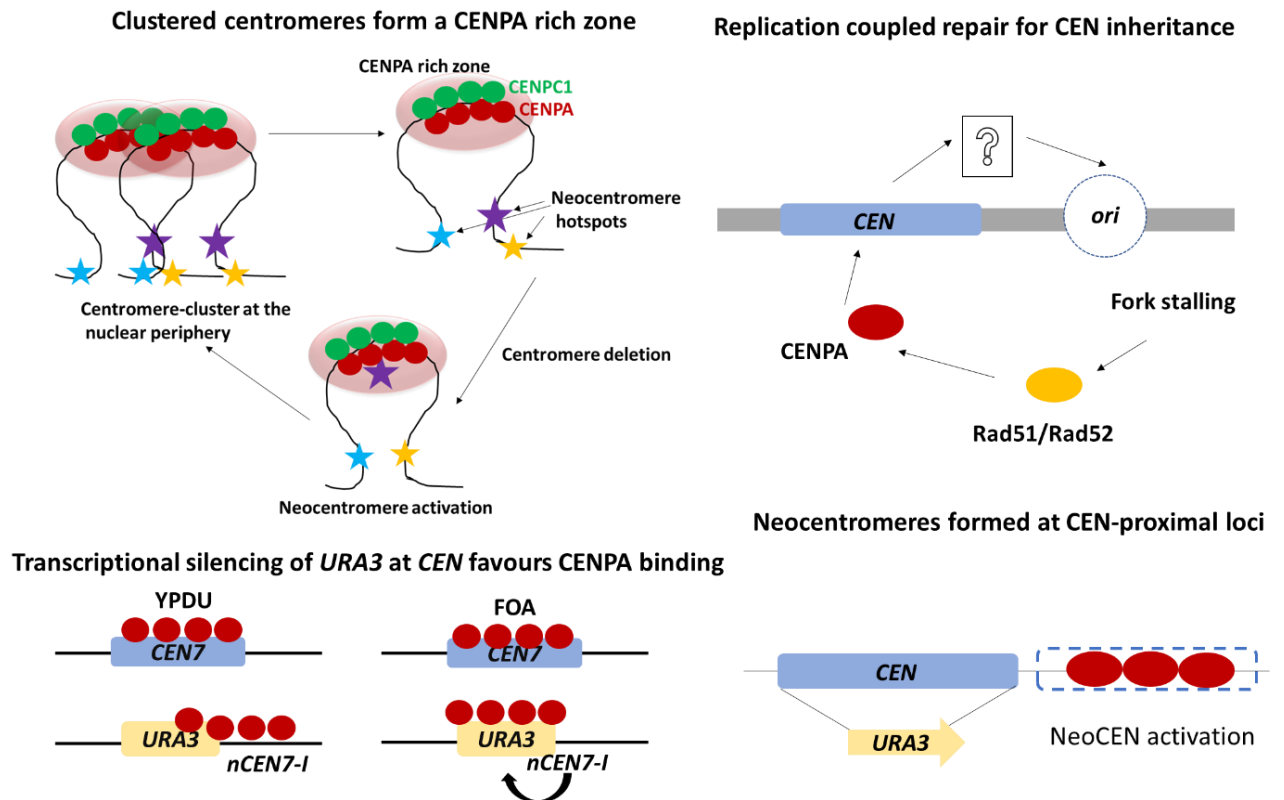 Clustered centromeres form a CENPA rich zone
CENPA rich zone
CENPC1
CENPA
Neocentromere
hotspots
Centromere-cluster at the
nuclear periphery
Centromere deletion
Neocentromere activation
Replication coupled repair for CEN inheritance
?
CEN
ori
Fork stalling
CENPA
Rad51/Rad52
Transcriptional silencing of URA3 at CEN favours CENPA binding
YPDU
FOA
CEN7
CEN7
URA3
nCEN7-I
URA3
nCEN7-I
Neocentromeres formed at CEN-proximal loci
CEN
URA3
NeoCEN activation